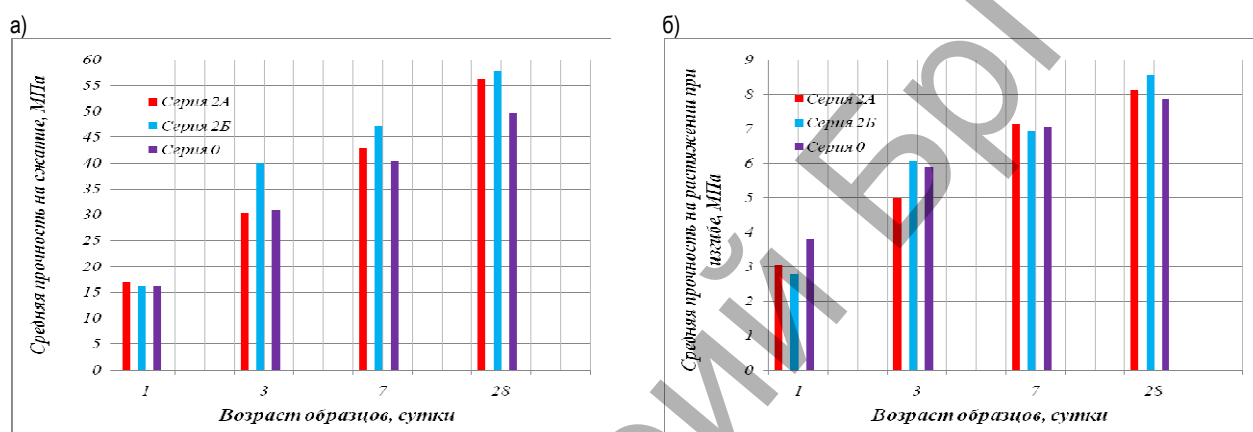 а)
Средняя прочность на сжатие, МПа
60
55
50
45
40
35
30
25
20
15
10
5
0
Серия 2А
Серия 2Б
Серия 0
1 3 7 28
Возраст образцов, сутки
б)
Средняя прочность на растяжении при
изгибе, МПа
9
8
7
6
5
4
3
2
1
0
Серия 2А
Серия 2Б
Серия 0
1 3 7 28
Возраст образцов, сутки